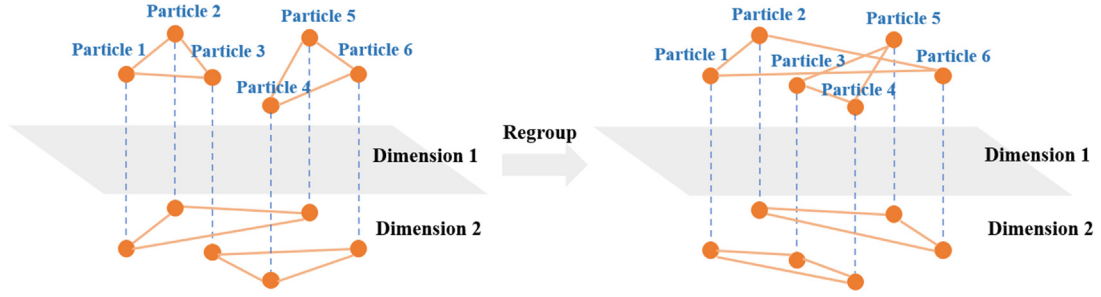 Particle 2
Particle 5
Particle 1
Particle 3
Particle 6
Particle 4
Dimension 1
Dimension 2
Regroup
Particle 2
Particle 5
Particle 1
Particle 3
Particle 6
Particle 4
Dimension 1
Dimension 2